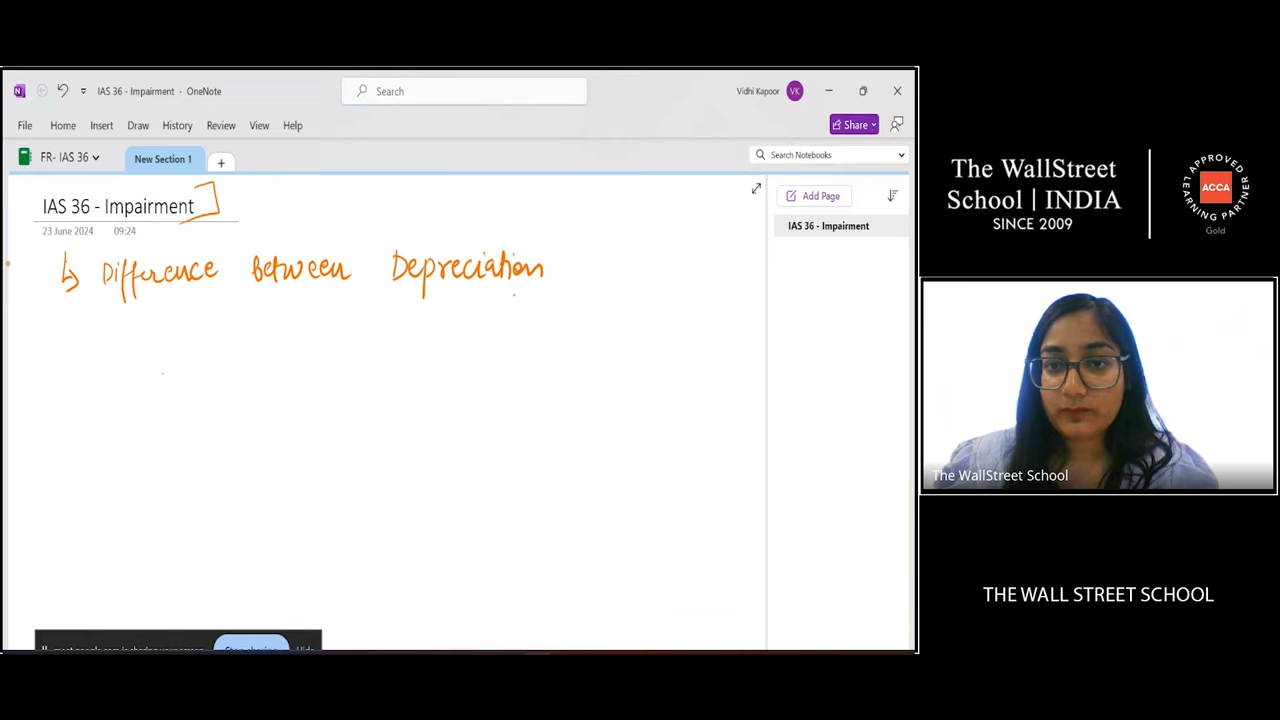 IAS 36 - Impairment - OneNote
Search
Vidhi Kapoor VK
File Home Insert Draw History Review View Help
Share
FR- IAS 36
New Section 1
+
Search Notebooks
IAS 36 - Impairment
23 June 2024 09:24
Add Page
IAS 36 - Impairment
Difference Between Depreciation
Hide
The WallStreet
School | INDIA
SINCE 2009
APPROVED
LEARNING PARTNER
ACCA
Gold
The WallStreet School
THE WALL STREET SCHOOL